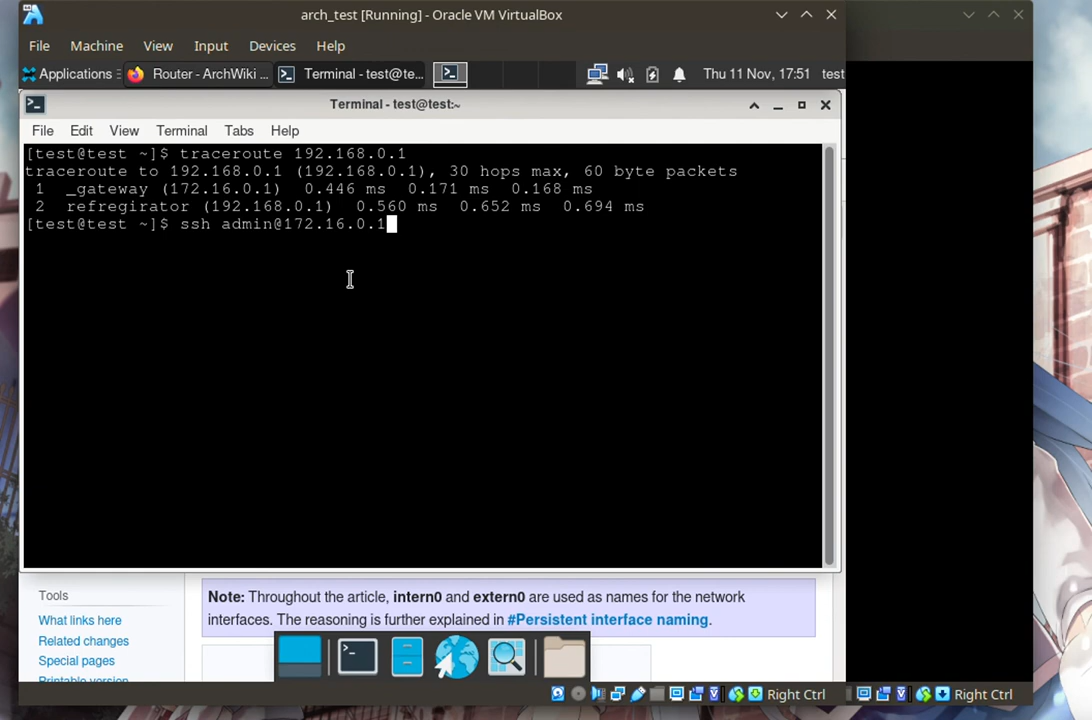 arch_test [Running] - Oracle VM VirtualBox
File Machine View Input Devices Help
Applications Router - ArchWiki ... Terminal - test@te... Thu 11 Nov, 17:51 test
Terminal - test@test:~
File Edit View Terminal Tabs Help
[test@test ~]$ traceroute 192.168.0.1
traceroute to 192.168.0.1 (192.168.0.1), 30 hops max, 60 byte packets
1 _gateway (172.16.0.1) 0.446 ms 0.171 ms 0.168 ms
2 refregirator (192.168.0.1) 0.560 ms 0.652 ms 0.694 ms
[test@test ~]$ ssh admin@172.16.0.1
Tools
What links here
Related changes
Special pages
Printable version
Note: Throughout the article, intern0 and extern0 are used as names for the network
interfaces. The reasoning is further explained in #Persistent interface naming.
Right Ctrl
Right Ctrl